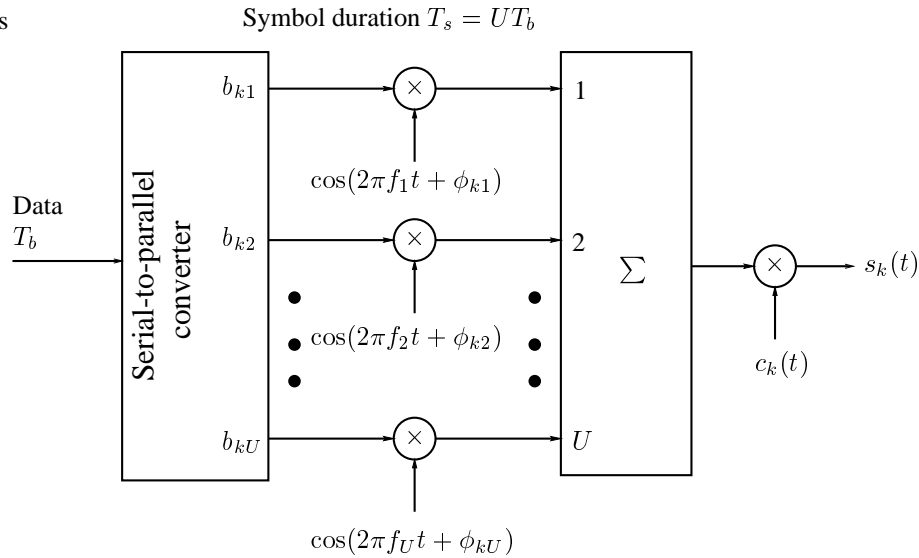 s
Symbol duration T_s = UT_b
b_{k1}
×
1
cos(2πf_1t + ϕ_{k1})
Data
T_b
Serial-to-parallel
converter
b_{k2}
×
2
∑
×
s_k(t)
cos(2πf_2t + ϕ_{k2})
c_k(t)
b_{kU}
×
U
cos(2πf_Ut + ϕ_{kU})